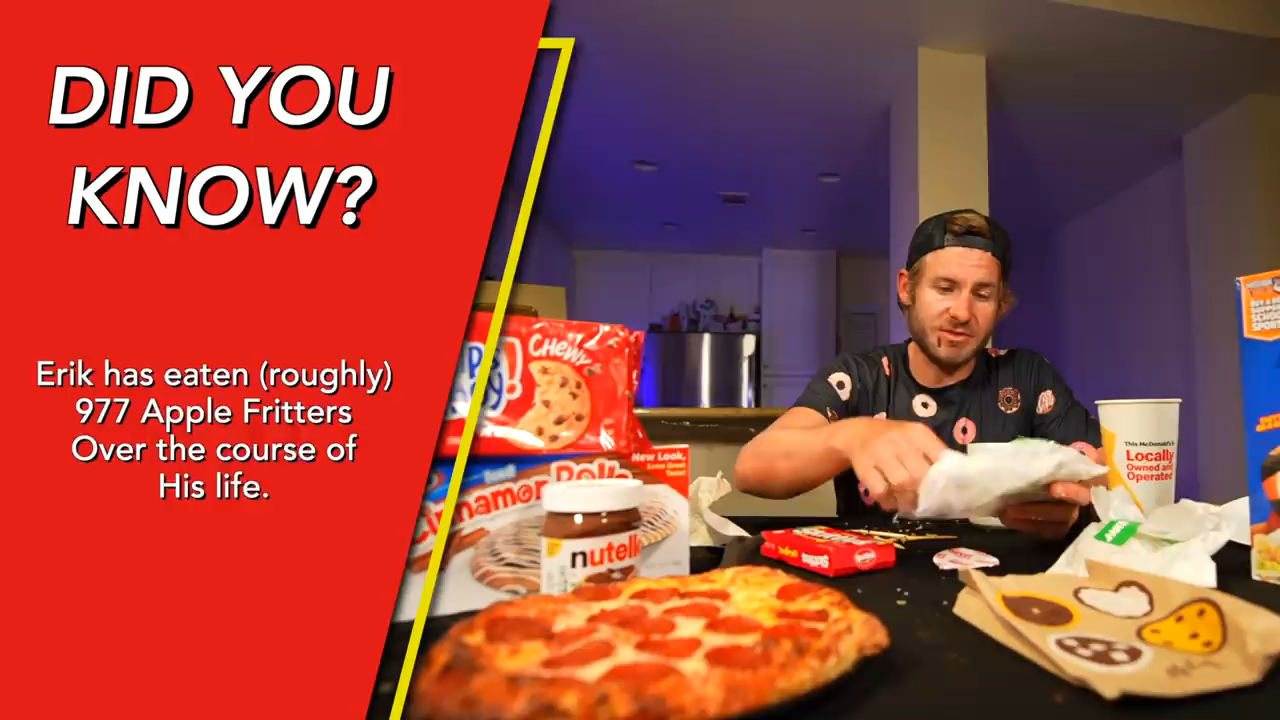 DID YOU
KNOW?
Erik has eaten (roughly)
977 Apple Fritters
Over the course of
His life.
CHEWY
New Look,
Same Great
Taste!
Cinnamon Rolls
nutella
This McDonald's is
Locally
Owned and
Operated